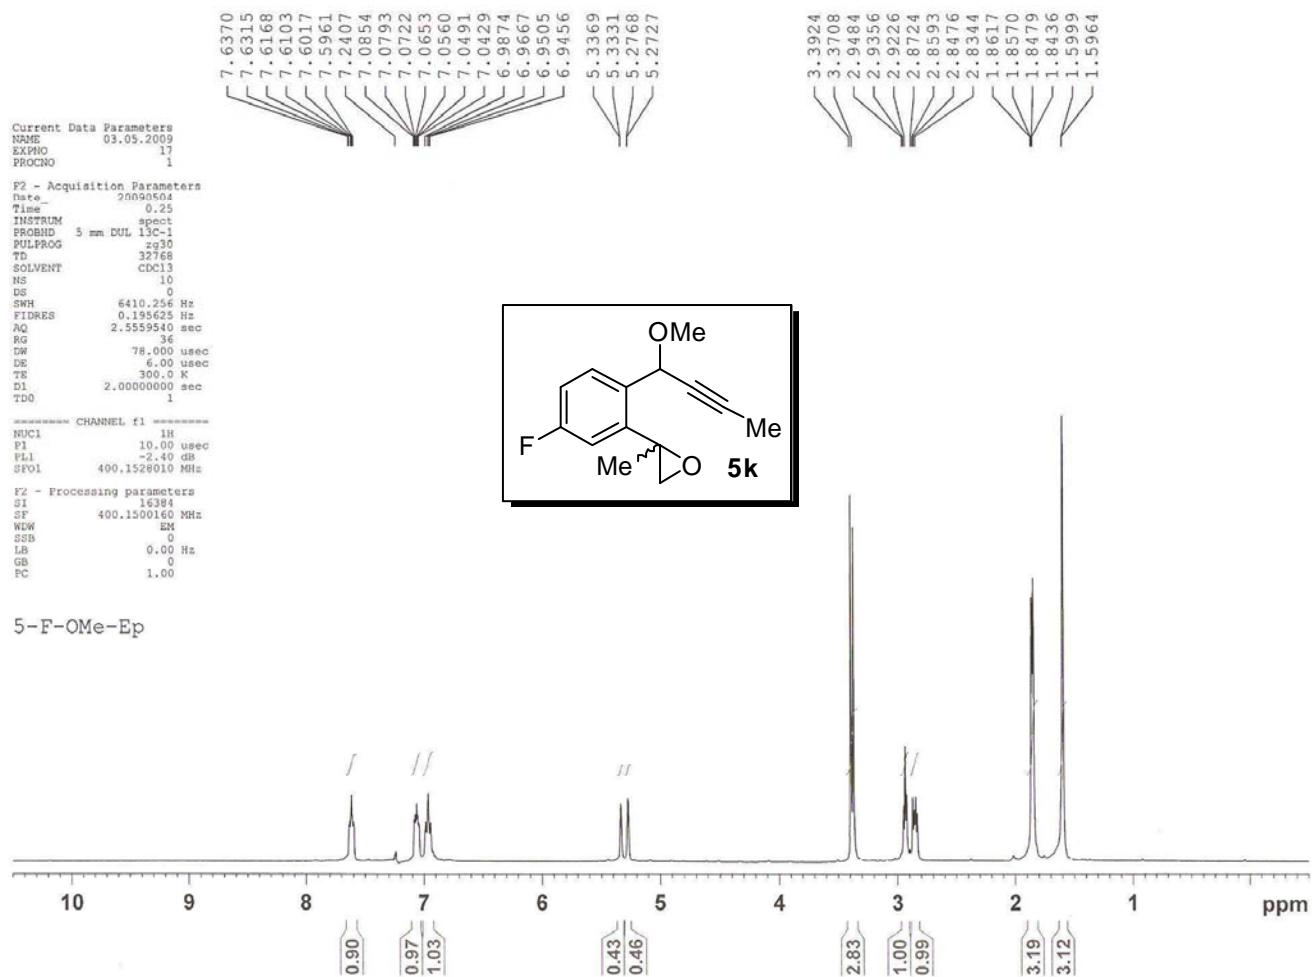 7.6370
7.6315
7.6168
7.6103
7.6017
7.5961
7.2407
7.0854
7.0793
7.0722
7.0653
7.0560
7.0491
7.0429
6.9874
6.9667
6.9505
6.9456
5.3369
5.3331
5.2768
5.2727
3.3924
3.3708
2.9484
2.9356
2.9226
2.8724
2.8593
2.8476
2.8344
1.8617
1.8570
1.8479
1.8436
1.5999
1.5964
Current Data Parameters
NAME 03.05.2009
EXPNO 17
PROCNO 1
F2 - Acquisition Parameters
Date_ 20090504
Time 0.25
INSTRUM spect
PROBHD 5 mm DUL 13C-1
PULPROG zg30
TD 32768
SOLVENT CDCl3
NS 10
DS 0
SWH 6410.256 Hz
FIDRES 0.195625 Hz
AQ 2.5559540 sec
RG 36
DW 78.000 usec
DE 6.00 usec
TE 300.0 K
D1 2.00000000 sec
TD0 1
======== CHANNEL f1 ========
NUC1 1H
P1 10.00 usec
PL1 -2.40 dB
SFO1 400.1528010 MHz
F2 - Processing parameters
SI 16384
SF 400.1500160 MHz
WDW EM
SSB 0
LB 0.00 Hz
GB 0
PC 1.00
5-F-OMe-Ep
OMe
Me
F
Me
O
5k
10 9 8 7 6 5 4 3 2 1 ppm
0.90
0.97
1.03
0.43
0.46
2.83
1.00
0.99
3.19
3.12